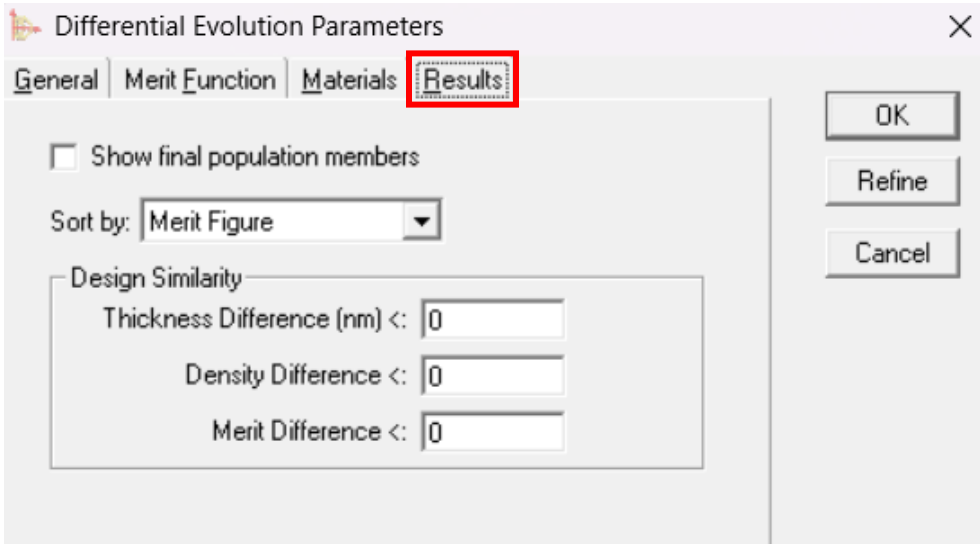 Differential Evolution Parameters
General Merit Function Materials Results
OK
Show final population members
Refine
Sort by: Merit Figure
Cancel
Design Similarity
Thickness Difference (nm) <: 0
Density Difference <: 0
Merit Difference <: 0